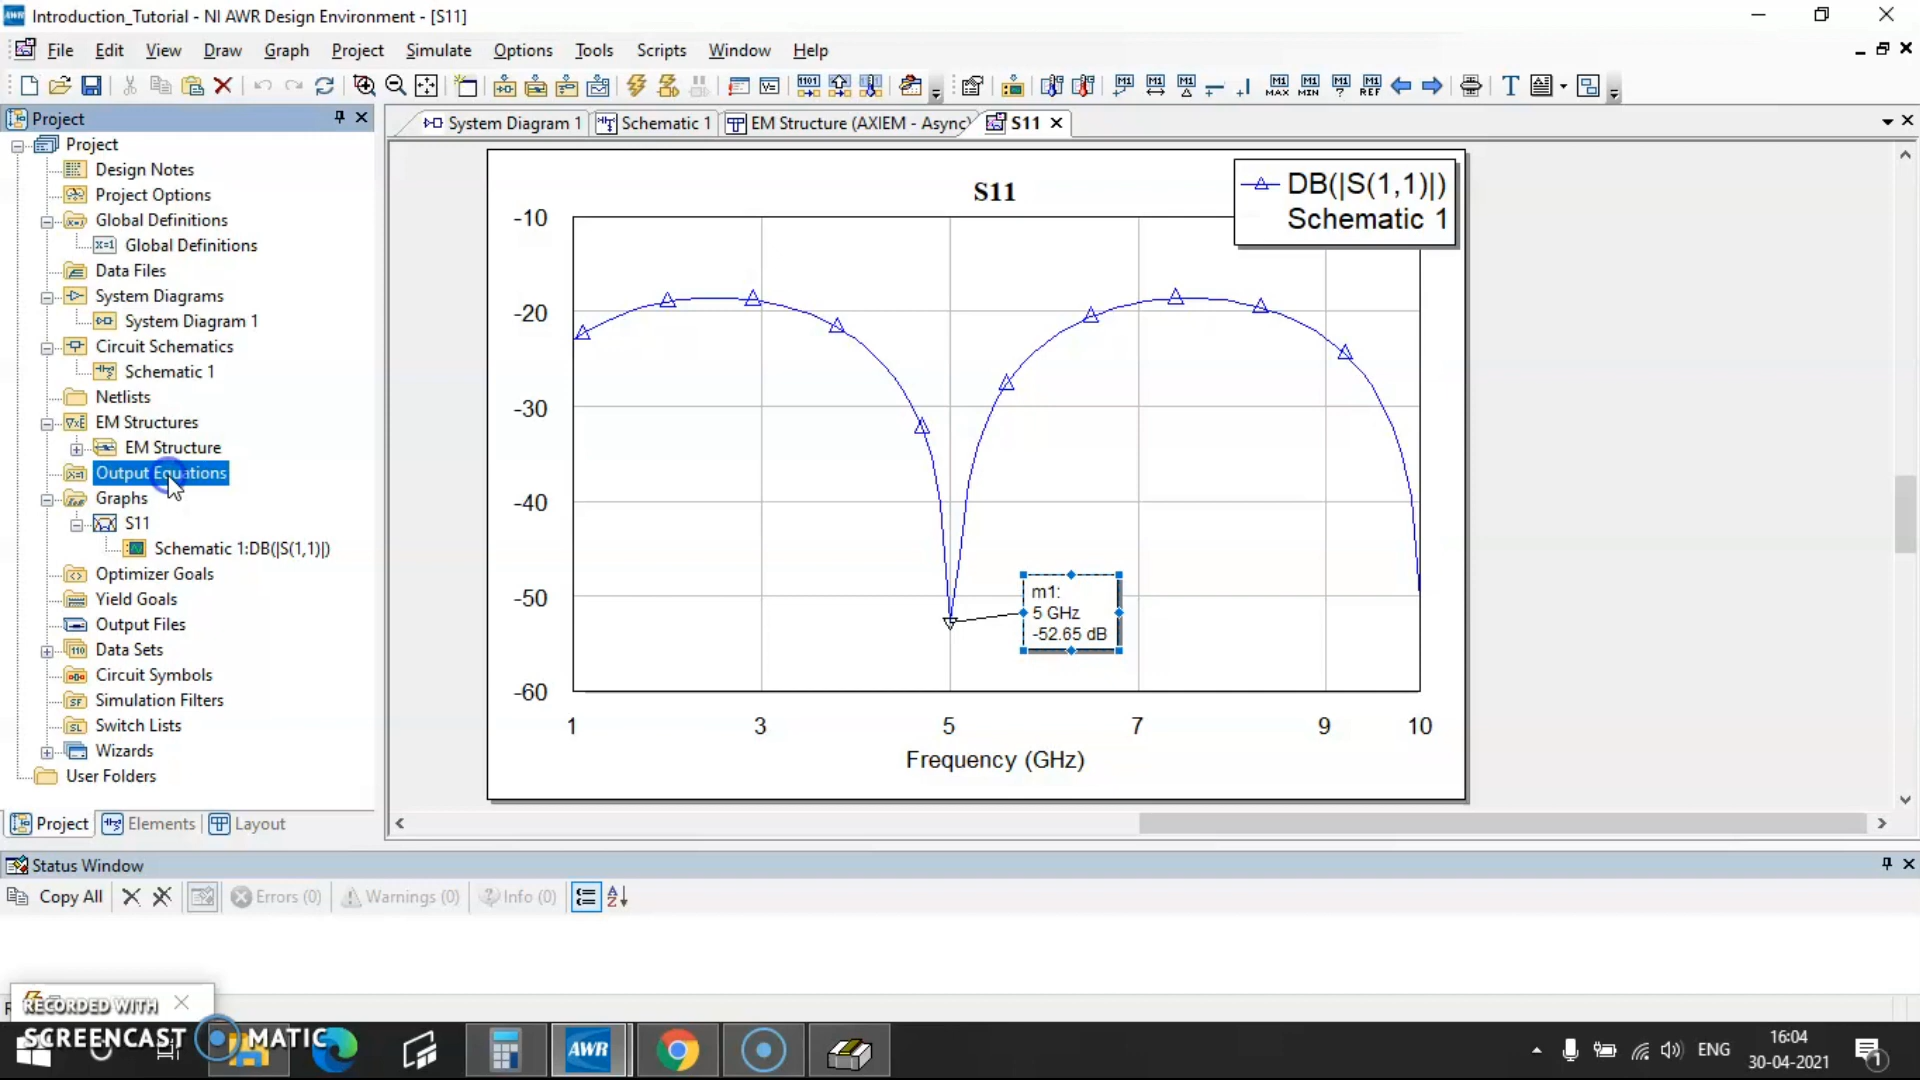 Introduction_Tutorial - NI AWR Design Environment - [S11]
File Edit View Draw Graph Project Simulate Options Tools Scripts Window Help
Project
System Diagram 1 Schematic 1 EM Structure (AXIEM - Async) S11
Project
Design Notes
Project Options
Global Definitions
Global Definitions
Data Files
System Diagrams
System Diagram 1
Circuit Schematics
Schematic 1
Netlists
EM Structures
EM Structure
Output Equations
Graphs
S11
Schematic 1:DB(|S(1,1)|)
Optimizer Goals
Yield Goals
Output Files
Data Sets
Circuit Symbols
Simulation Filters
Switch Lists
Wizards
User Folders
Project Elements Layout
S11
DB(|S(1,1)|)
Schematic 1
-10
-20
-30
-40
-50
-60
m1:
5 GHz
-52.65 dB
1 3 5 7 9 10
Frequency (GHz)
Status Window
Copy All Errors (0) Warnings (0) Info (0)
RECORDED WITH
SCREENCAST MATIC
AWR
ENG
16:04
30-04-2021
1